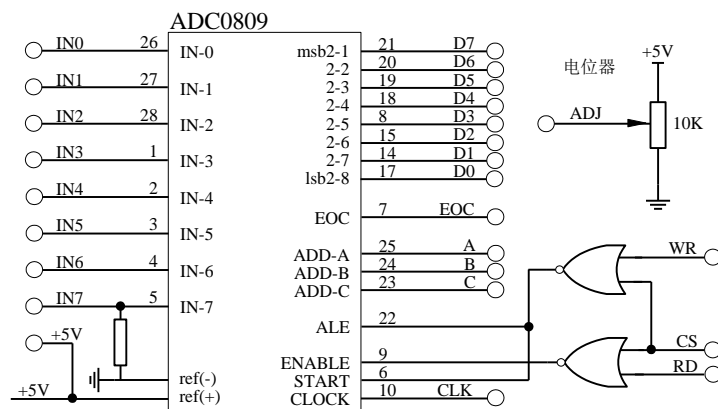 ADC0809
IN0 26 IN-0
IN1 27 IN-1
IN2 28 IN-2
IN3 1 IN-3
IN4 2 IN-4
IN5 3 IN-5
IN6 4 IN-6
IN7 5 IN-7
+5V
+5V
ref(-)
ref(+)
msb2-1 21 D7
2-2 20 D6
2-3 19 D5
2-4 18 D4
2-5 8 D3
2-6 15 D2
2-7 14 D1
lsb2-8 17 D0
EOC 7 EOC
ADD-A 25 A
ADD-B 24 B
ADD-C 23 C
ALE 22
ENABLE 9
START 6
CLOCK 10 CLK
电位器
+5V
ADJ
10K
WR
CS
RD